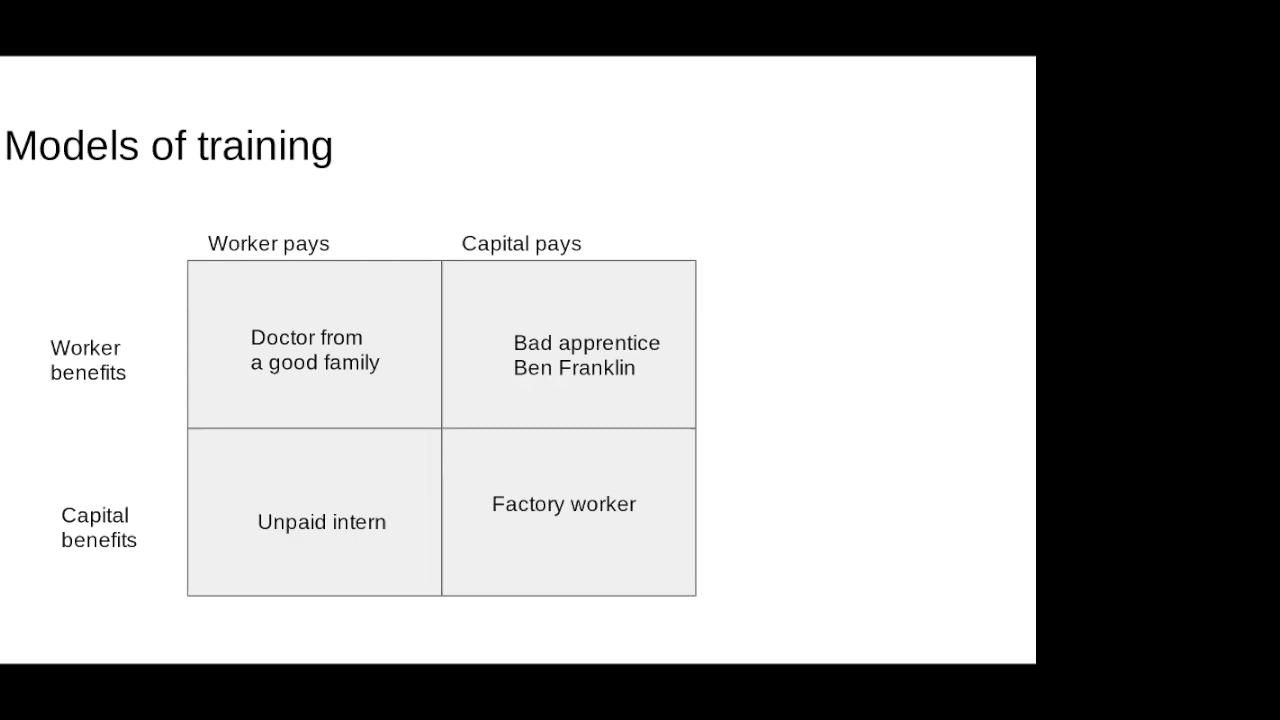 Models of training
Worker pays
Capital pays
Worker
benefits
Doctor from
a good family
Bad apprentice
Ben Franklin
Capital
benefits
Unpaid intern
Factory worker